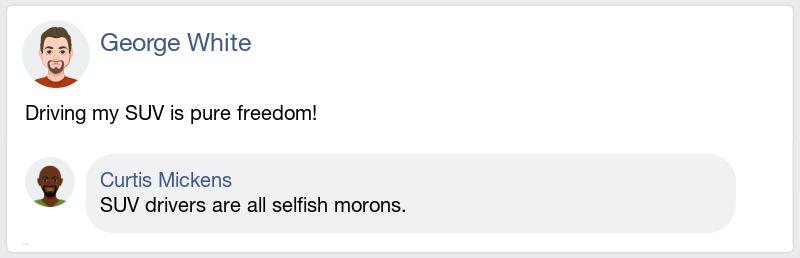 George White
Driving my SUV is pure freedom!
Curtis Mickens
SUV drivers are all selfish morons.